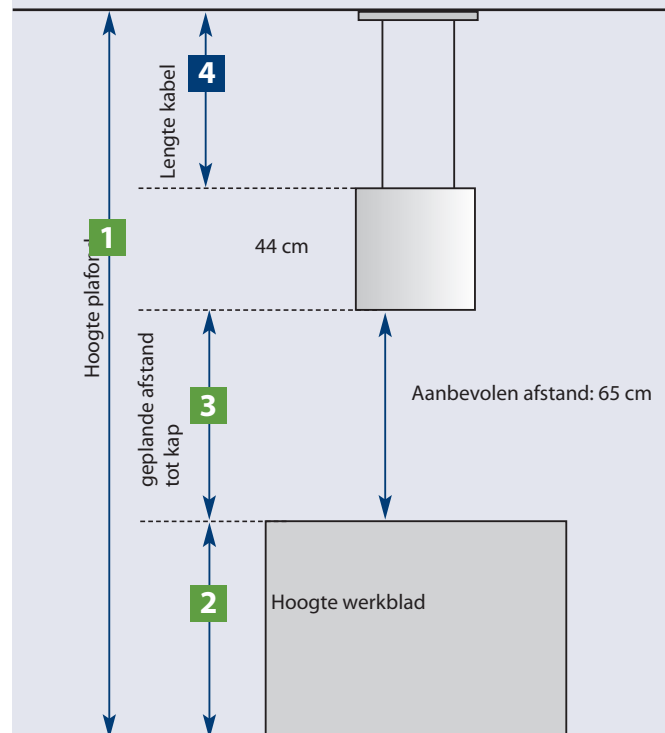 4
Lengte kabel
1
Hoogte plafond
44 cm
3
geplande afstand
tot kap
Aanbevolen afstand: 65 cm
2
Hoogte werkblad